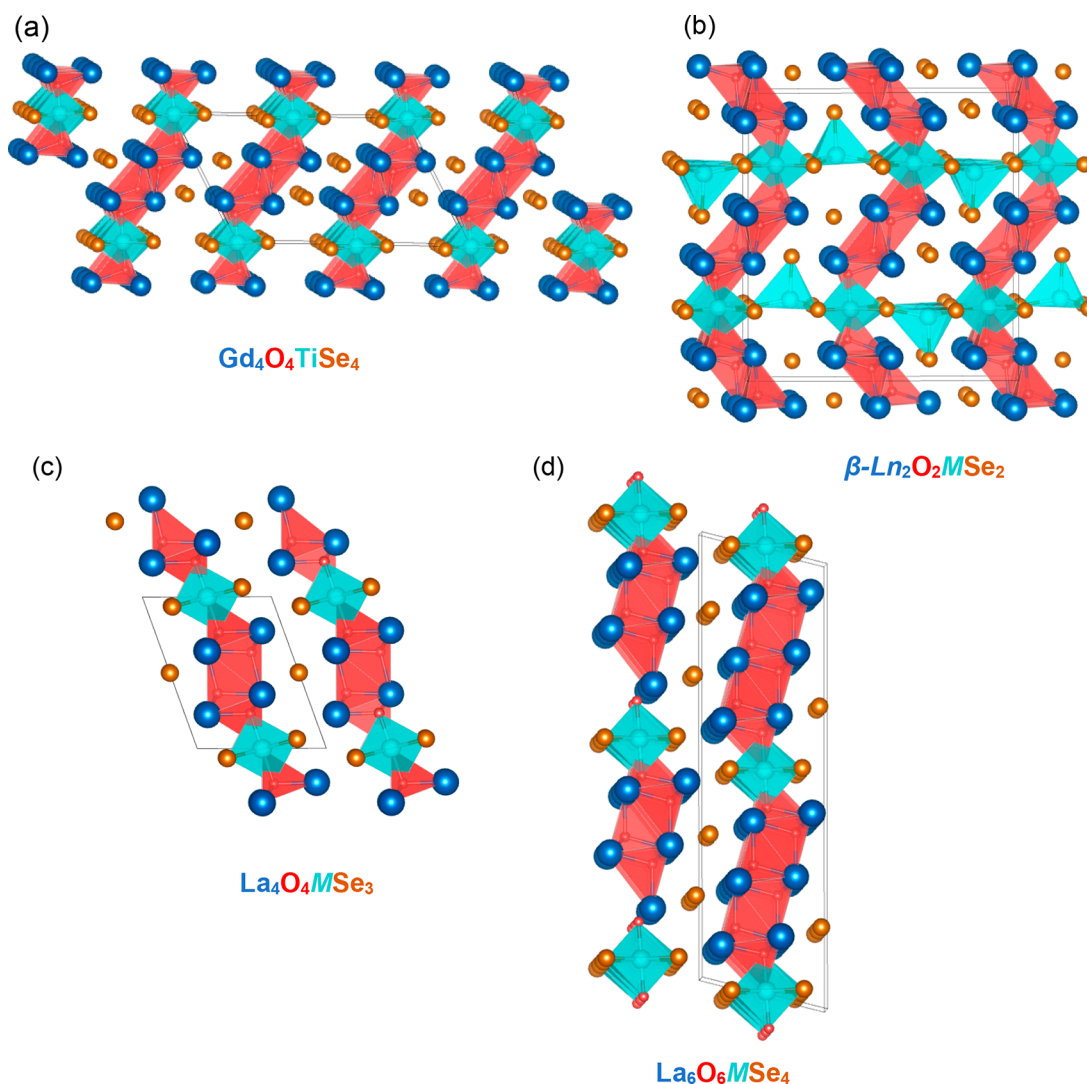 (a)
(b)
Gd₄O₄TiSe₄
β-Ln₂O₂MSe₂
(c)
(d)
La₄O₄MSe₃
La₆O₆MSe₄